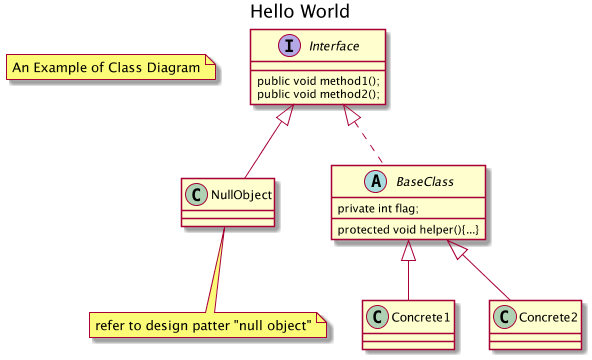 Hello World
An Example of Class Diagram
I Interface
public void method1();
public void method2();
C NullObject
A BaseClass
private int flag;
protected void helper(){...}
refer to design patter "null object"
C Concrete1
C Concrete2